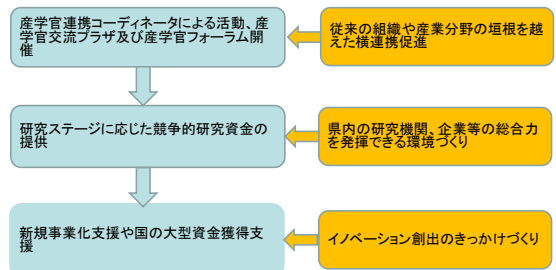 産学官連携コーディネータによる活動、産
学官交流プラザ及び産学官フォーラム開
催
従来の組織や産業分野の垣根を越
えた横連携促進
研究ステージに応じた競争的研究資金の
提供
県内の研究機関、企業等の総合力
を発揮できる環境づくり
新規事業化支援や国の大型資金獲得支
援
イノベーション創出のきっかけづくり